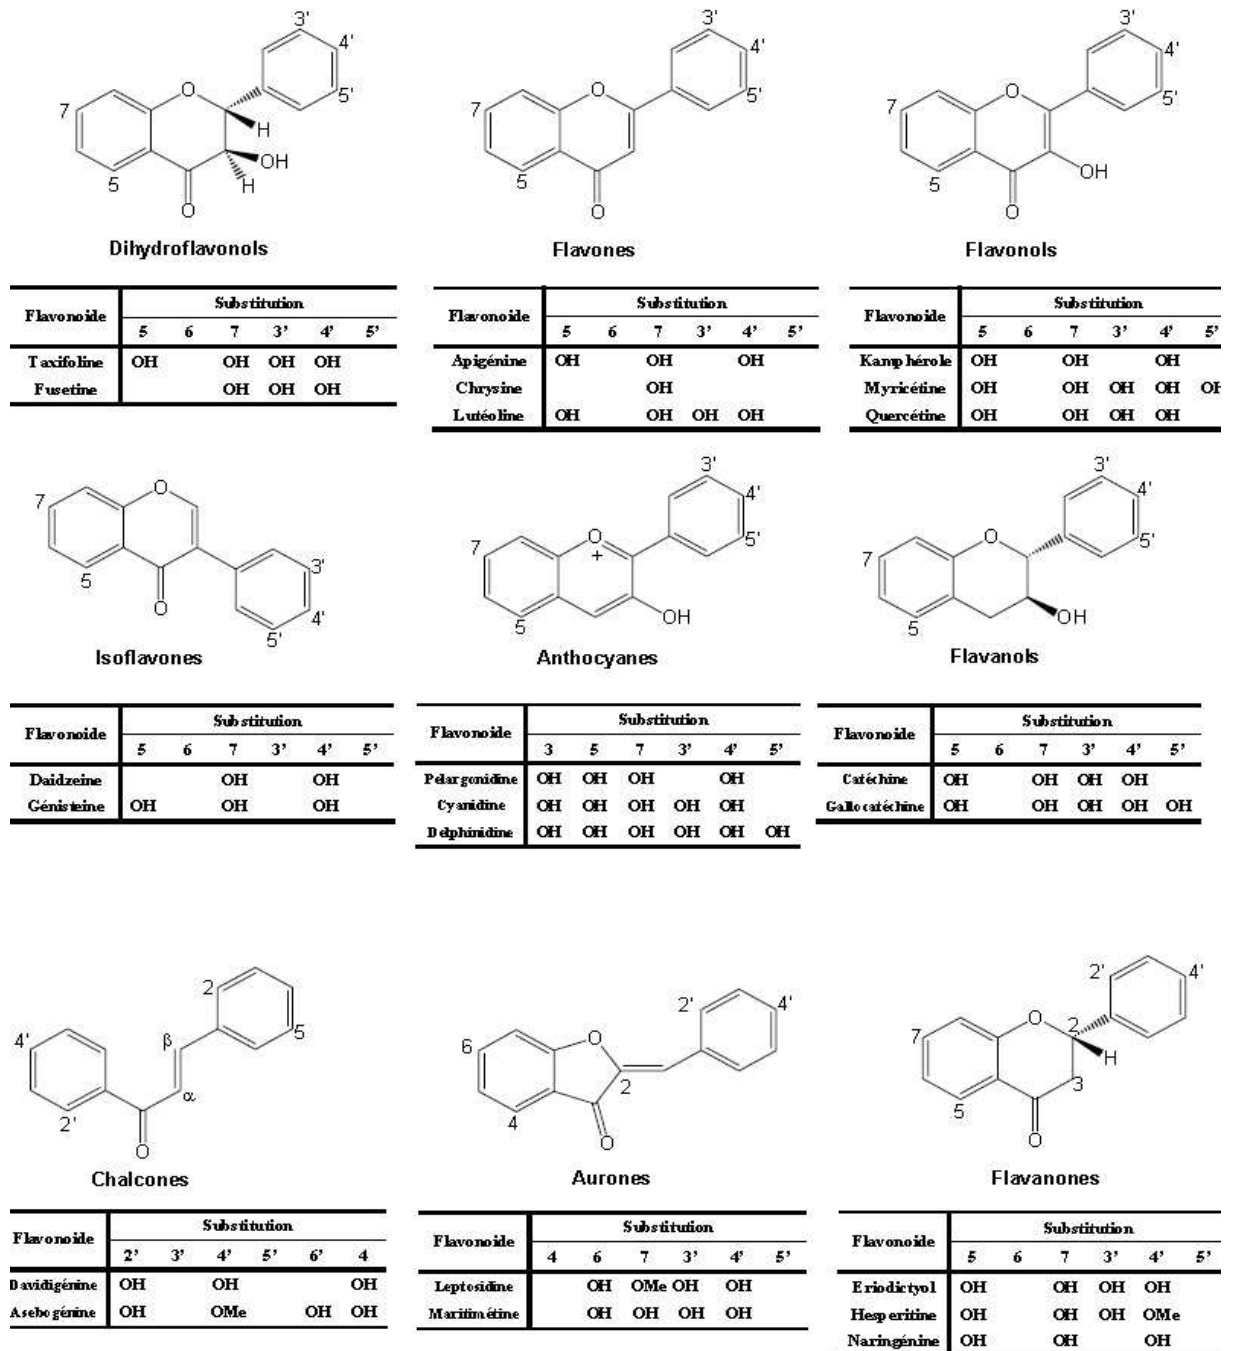 3' 4' 5' 7 5 O O H OH H
Dihydroflavonols
3' 4' 5' 7 5 O O
Flavones
3' 4' 5' 7 5 O O OH
Flavonols
Flavonoide Substitution
5 6 7 3’ 4’ 5’
Taxifoline OH OH OH OH
Fusetine OH OH OH
Flavonoide Substitution
5 6 7 3’ 4’ 5’
Apigénine OH OH OH
Chrysine OH
Lutéoline OH OH OH OH
Flavonoide Substitution
5 6 7 3’ 4’ 5’
Kamphérole OH OH OH
Myricétine OH OH OH OH OH
Quercétine OH OH OH OH
7 5 O O 3' 4' 5'
Isoflavones
3' 4' 5' 7 5 O + OH
Anthocyanes
3' 4' 5' 7 5 O OH
Flavanols
Flavonoide Substitution
5 6 7 3’ 4’ 5’
Daidzeine OH OH
Génisteine OH OH OH
Flavonoide Substitution
3 5 7 3’ 4’ 5’
Pelargonidine OH OH OH OH
Cyanidine OH OH OH OH OH
Delphinidine OH OH OH OH OH OH
Flavonoide Substitution
5 6 7 3’ 4’ 5’
Catéchine OH OH OH OH
Gallocatéchine OH OH OH OH OH
2 5 4' β α 2' O
Chalcones
2' 4' 6 O 2 4 O
Aurones
2' 4' O 2 7 H 3 5 O
Flavanones
Flavonoide Substitution
2’ 3’ 4’ 5’ 6’ 4
Davidigénine OH OH OH
Asebogénine OH OMe OH OH
Flavonoide Substitution
4 6 7 3’ 4’ 5’
Leptosidine OH OMe OH OH
Maritimétine OH OH OH OH
Flavonoide Substitution
5 6 7 3’ 4’ 5’
Eriodictyol OH OH OH OH
Hesperitine OH OH OH OMe
Naringénine OH OH OH